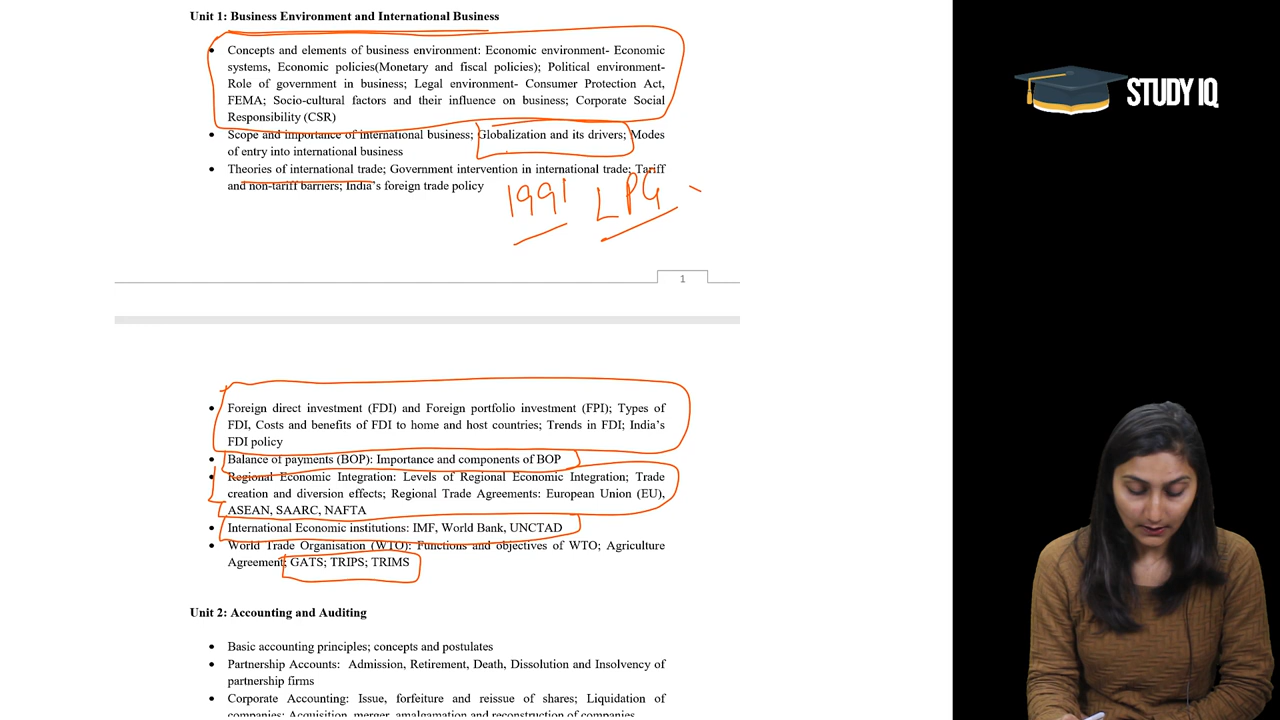 Unit 1: Business Environment and International Business
• Concepts and elements of business environment: Economic environment- Economic
systems, Economic policies(Monetary and fiscal policies); Political environment-
Role of government in business; Legal environment- Consumer Protection Act,
FEMA; Socio-cultural factors and their influence on business; Corporate Social
Responsibility (CSR)
• Scope and importance of international business; Globalization and its drivers; Modes
of entry into international business
• Theories of international trade; Government intervention in international trade; Tariff
and non-tariff barriers; India's foreign trade policy
1991 LPG
1
• Foreign direct investment (FDI) and Foreign portfolio investment (FPI); Types of
FDI, Costs and benefits of FDI to home and host countries; Trends in FDI; India's
FDI policy
• Balance of payments (BOP): Importance and components of BOP
• Regional Economic Integration: Levels of Regional Economic Integration; Trade
creation and diversion effects; Regional Trade Agreements: European Union (EU),
ASEAN, SAARC, NAFTA
• International Economic institutions: IMF, World Bank, UNCTAD
• World Trade Organisation (WTO): Functions and objectives of WTO; Agriculture
Agreement; GATS; TRIPS; TRIMS
Unit 2: Accounting and Auditing
• Basic accounting principles; concepts and postulates
• Partnership Accounts: Admission, Retirement, Death, Dissolution and Insolvency of
partnership firms
• Corporate Accounting: Issue, forfeiture and reissue of shares; Liquidation of
companies; Acquisition, merger, amalgamation and reconstruction of companies
STUDY IQ